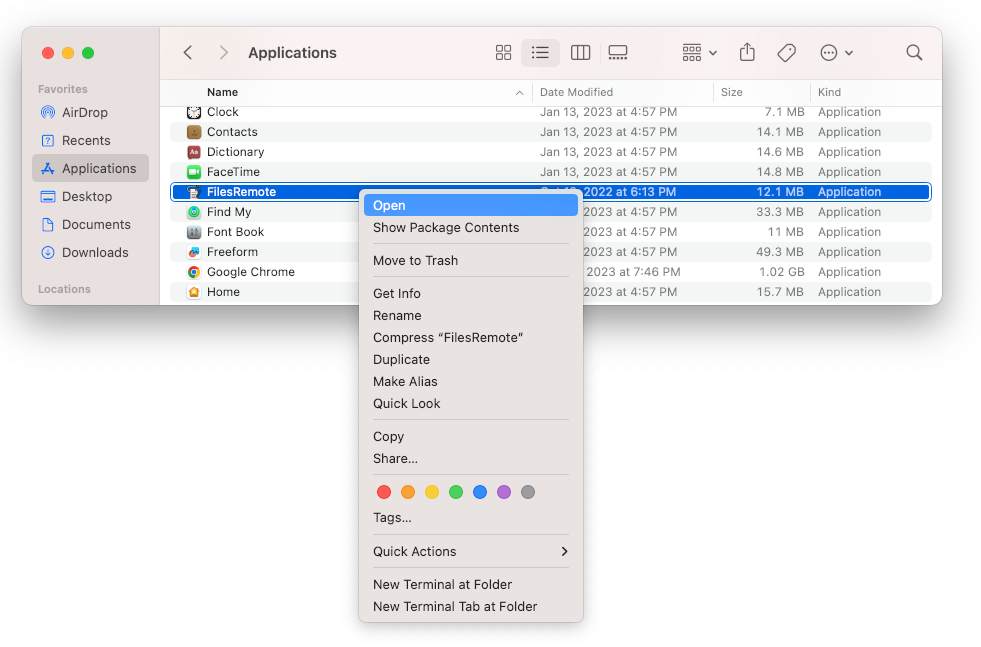 Applications
Favorites
AirDrop
Recents
Applications
Desktop
Documents
Downloads
Locations
Name Date Modified Size Kind
Clock Jan 13, 2023 at 4:57 PM 7.1 MB Application
Contacts Jan 13, 2023 at 4:57 PM 14.1 MB Application
Dictionary Jan 13, 2023 at 4:57 PM 14.6 MB Application
FaceTime Jan 13, 2023 at 4:57 PM 14.8 MB Application
FilesRemote 2022 at 6:13 PM 12.1 MB Application
Find My 2023 at 4:57 PM 33.3 MB Application
Font Book 2023 at 4:57 PM 11 MB Application
Freeform 2023 at 4:57 PM 49.3 MB Application
Google Chrome 2023 at 7:46 PM 1.02 GB Application
Home 2023 at 4:57 PM 15.7 MB Application
Open
Show Package Contents
Move to Trash
Get Info
Rename
Compress “FilesRemote”
Duplicate
Make Alias
Quick Look
Copy
Share...
Tags...
Quick Actions
New Terminal at Folder
New Terminal Tab at Folder